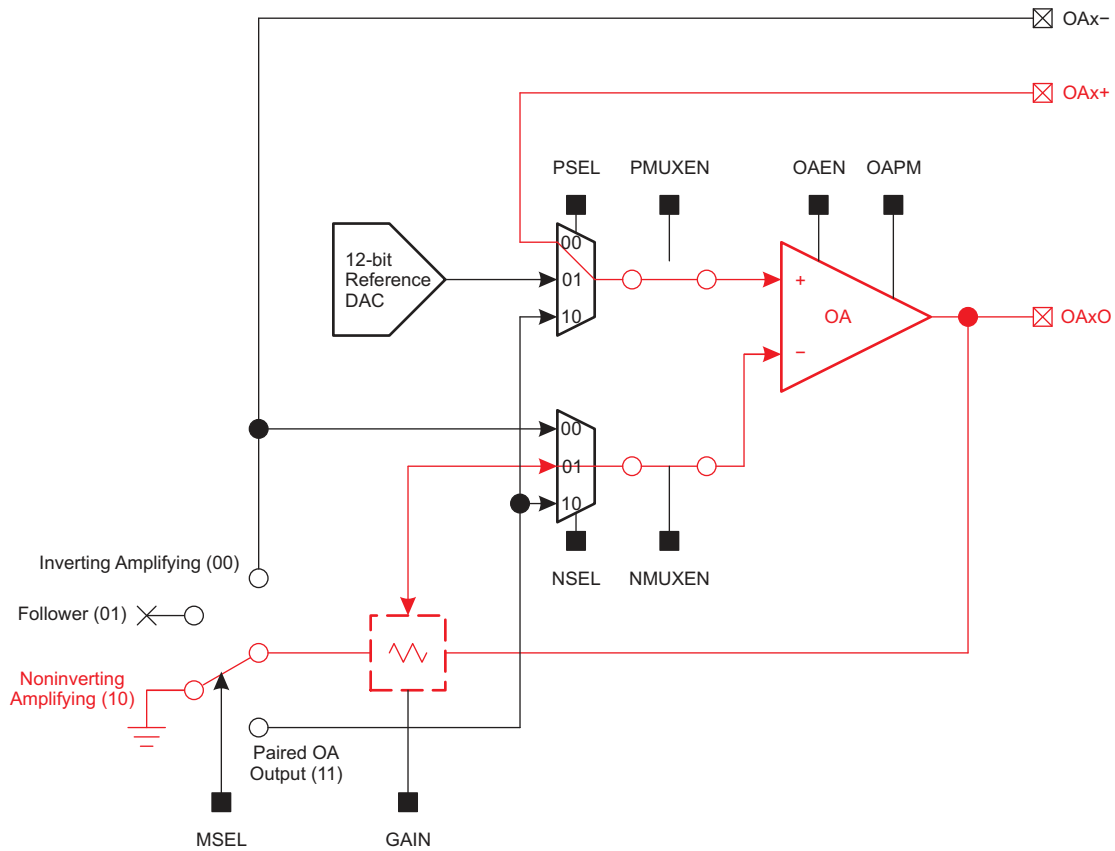 OAx−
OAx+
PSEL
PMUXEN
OAEN
OAPM
12-bit
Reference
DAC
00
01
10
+
OA
−
OAxO
00
01
10
NSEL
NMUXEN
Inverting Amplifying (00)
Follower (01)
Noninverting
Amplifying (10)
Paired OA
Output (11)
MSEL
GAIN